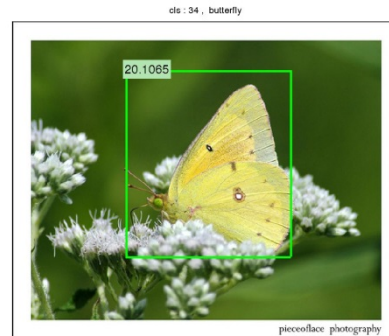 cls : 34 , butterfly
20.1065
pieceoflace photography